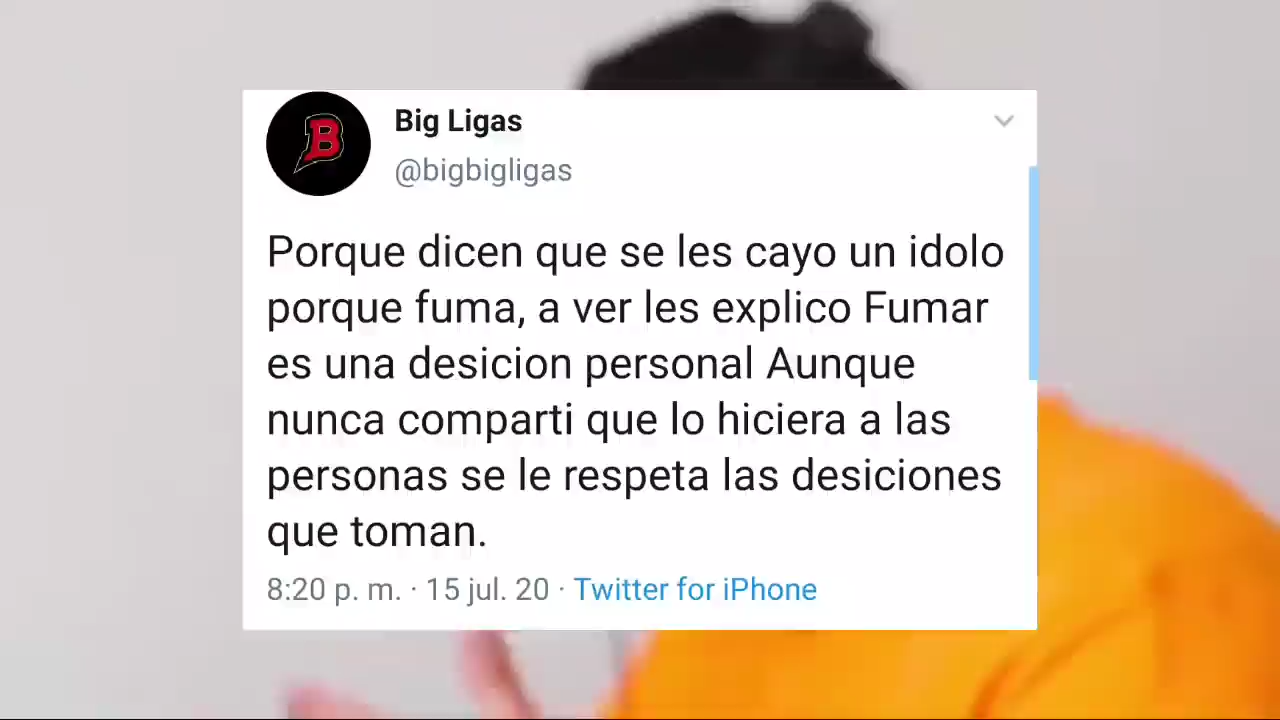 B
Big Ligas
@bigbigligas
Porque dicen que se les cayo un idolo
porque fuma, a ver les explico Fumar
es una desicion personal Aunque
nunca comparti que lo hiciera a las
personas se le respeta las desiciones
que toman.
8:20 p. m. · 15 jul. 20 · Twitter for iPhone